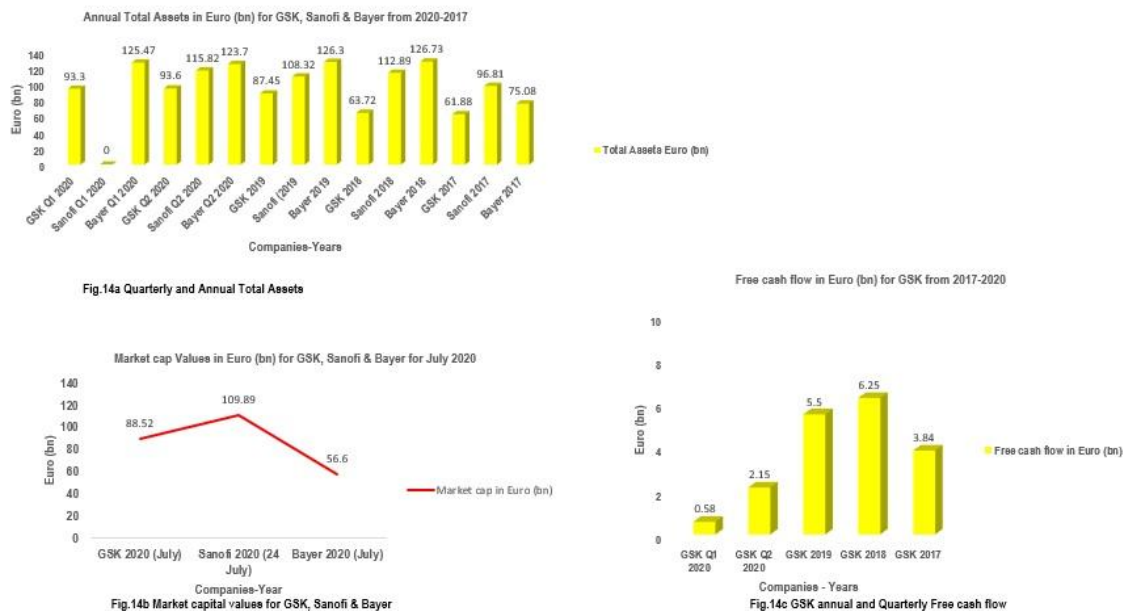 Annual Total Assets in Euro (bn) for GSK, Sanofi & Bayer from 2020-2017
Euro (bn)
140
120
100
80
60
40
20
0
93.3
0
125.47
93.6
115.82
123.7
87.45
108.32
126.3
63.72
112.89
126.73
61.88
96.81
75.08
GSK Q1 2020
Sanofi Q1 2020
Bayer Q1 2020
GSK Q2 2020
Sanofi Q2 2020
Bayer Q2 2020
GSK 2019
Sanofi (2019
Bayer 2019
GSK 2018
Sanofi 2018
Bayer 2018
GSK 2017
Sanofi 2017
Bayer 2017
Companies-Years
Total Assets Euro (bn)
Fig.14a Quarterly and Annual Total Assets
Market cap Values in Euro (bn) for GSK, Sanofi & Bayer for July 2020
Euro (bn)
140
120
100
80
60
40
20
0
88.52
109.89
56.6
GSK 2020 (July)
Sanofi 2020 (24
July)
Bayer 2020 (July)
Companies-Year
Market cap in Euro (bn)
Fig.14b Market capital values for GSK, Sanofi & Bayer
Free cash flow in Euro (bn) for GSK from 2017-2020
Euro (bn)
10
8
6
4
2
0
0.58
2.15
5.5
6.25
3.84
GSK Q1
2020
GSK Q2
2020
GSK 2019
GSK 2018
GSK 2017
Companies - Years
Free cash flow in Euro (bn)
Fig.14c GSK annual and Quarterly Free cash flow